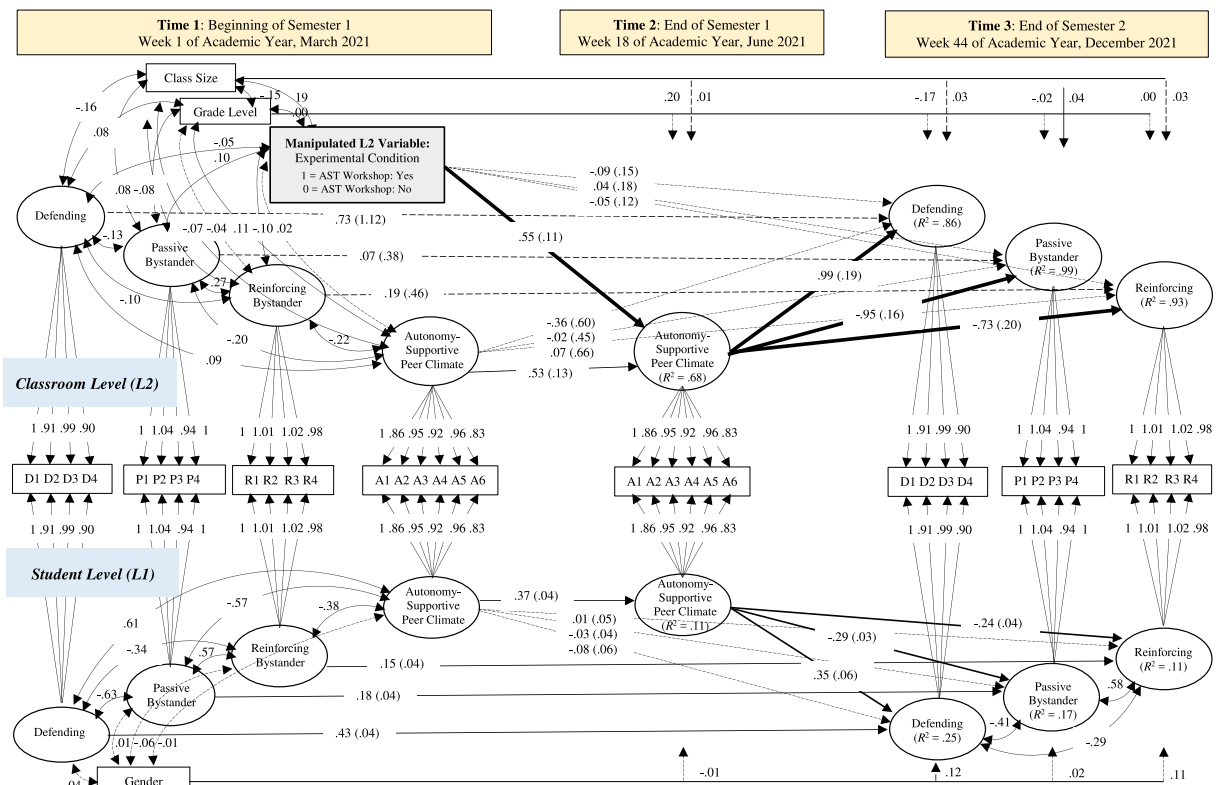 Time 1: Beginning of Semester 1
Week 1 of Academic Year, March 2021
Time 2: End of Semester 1
Week 18 of Academic Year, June 2021
Time 3: End of Semester 2
Week 44 of Academic Year, December 2021
Class Size
-.15
.19
Grade Level
.00
-.16
.08
.20
.01
-.17
.03
-.02
.04
.00
.03
Manipulated L2 Variable:
Experimental Condition
1 = AST Workshop: Yes
0 = AST Workshop: No
-.05
.10
-.09 (.15)
.04 (.18)
-.05 (.12)
.08 -.08
Defending
.73 (1.12)
Defending
(R² = .86)
-.13
-.07 -.04 .11 -.10 .02
.55 (.11)
Passive
Bystander
.07 (.38)
Passive
Bystander
(R² = .99)
.27
Reinforcing
Bystander
.19 (.46)
.99 (.19)
Reinforcing
(R² = .93)
-.10
-.95 (.16)
-.73 (.20)
-.20
-.22
-.36 (.60)
-.02 (.45)
.07 (.66)
Autonomy-
Supportive
Peer Climate
Autonomy-
Supportive
Peer Climate
(R² = .68)
.09
.53 (.13)
Classroom Level (L2)
1 .91 .99 .90
1 1.04 .94 1
1 1.01 1.02 .98
1 .86 .95 .92 .96 .83
1 .86 .95 .92 .96 .83
1 .91 .99 .90
1 1.04 .94 1
1 1.01 1.02 .98
D1 D2 D3 D4
P1 P2 P3 P4
R1 R2 R3 R4
A1 A2 A3 A4 A5 A6
A1 A2 A3 A4 A5 A6
D1 D2 D3 D4
P1 P2 P3 P4
R1 R2 R3 R4
1 .91 .99 .90
1 1.04 .94 1
1 1.01 1.02 .98
1 .86 .95 .92 .96 .83
1 .86 .95 .92 .96 .83
1 .91 .99 .90
1 1.04 .94 1
1 1.01 1.02 .98
Student Level (L1)
Autonomy-
Supportive
Peer Climate
.37 (.04)
Autonomy-
Supportive
Peer Climate
(R² = .11)
-.57
-.38
.61
-.34
.01 (.05)
-.03 (.04)
-.08 (.06)
-.24 (.04)
-.29 (.03)
Reinforcing
Bystander
.57
.15 (.04)
.35 (.06)
Reinforcing
(R² = .11)
Passive
Bystander
-.63
.18 (.04)
Passive
Bystander
(R² = .17)
.58
Defending
.43 (.04)
Defending
(R² = .25)
-.41
-.29
.01 -.06 -.01
.04
Gender
-.01
.12
.02
.11